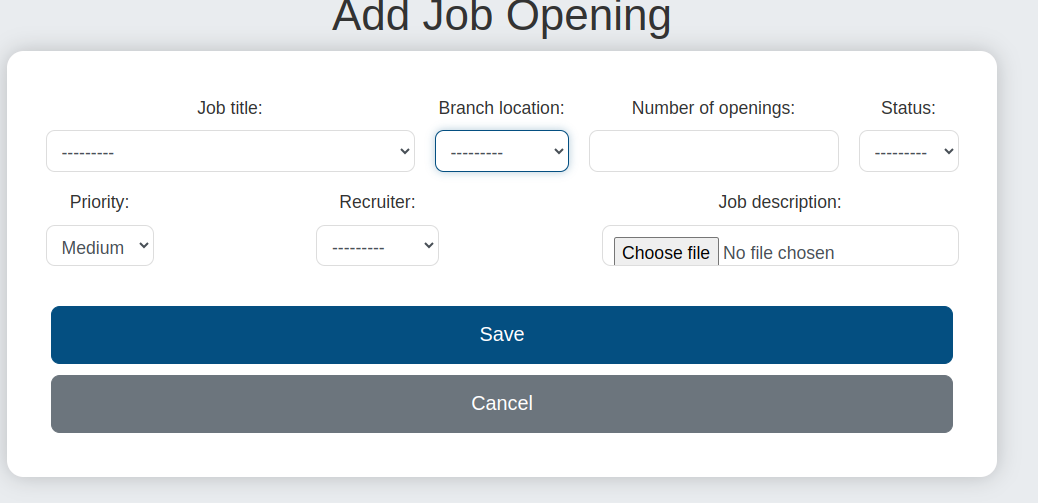 Add Job Opening
Job title: Branch location: Number of openings: Status:
--------- --------- ---------
Priority: Recruiter: Job description:
Medium --------- Choose file No file chosen
Save
Cancel